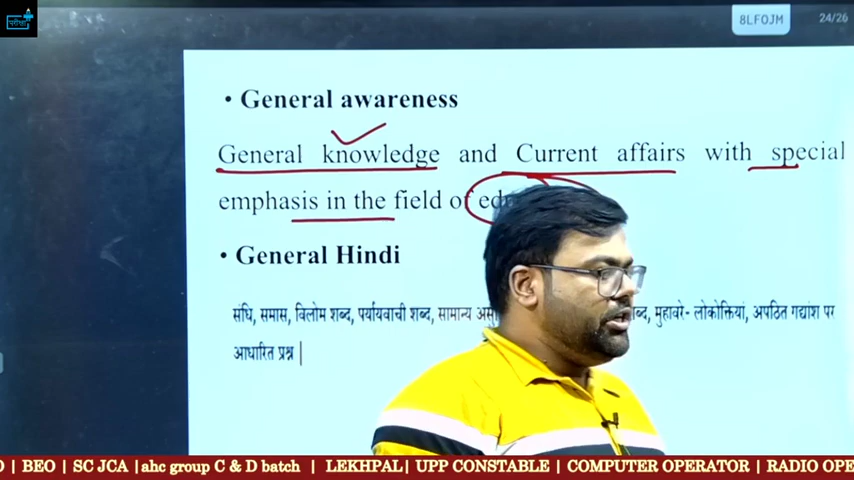 परीक्षा
8LFOJM
24/26
• General awareness
General knowledge and Current affairs with special
emphasis in the field of
• General Hindi
संधि, समास, विलोम शब्द, पर्यायवाची शब्द, सामान्य मुहावरे- लोकोक्तियां, अपठित गद्यांश पर
आधारित प्रश्न |
| BEO | SC JCA |ahc group C & D batch | LEKHPAL| UPP CONSTABLE | COMPUTER OPERATOR | RADIO OPE